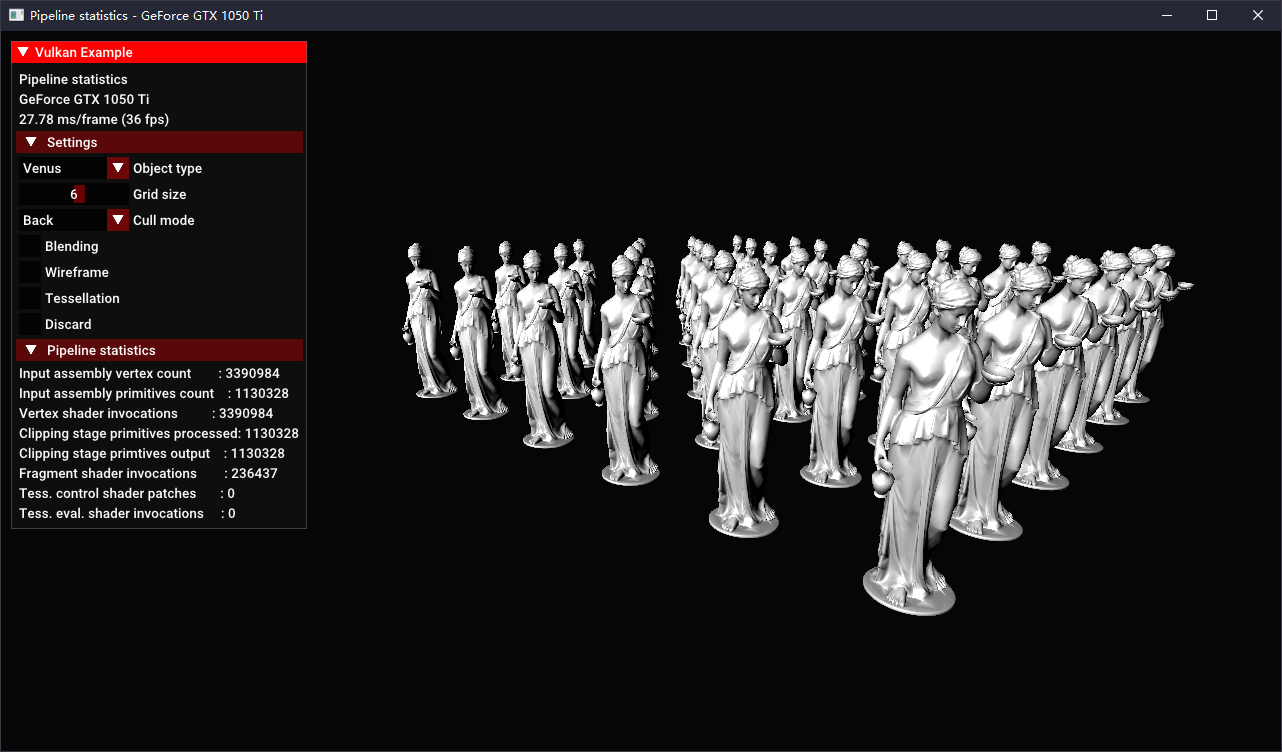 Pipeline statistics - GeForce GTX 1050 Ti
Vulkan Example
Pipeline statistics
GeForce GTX 1050 Ti
27.78 ms/frame (36 fps)
Settings
Venus Object type
6 Grid size
Back Cull mode
Blending
Wireframe
Tessellation
Discard
Pipeline statistics
Input assembly vertex count : 3390984
Input assembly primitives count : 1130328
Vertex shader invocations : 3390984
Clipping stage primitives processed: 1130328
Clipping stage primtives output : 1130328
Fragment shader invocations : 236437
Tess. control shader patches : 0
Tess. eval. shader invocations : 0